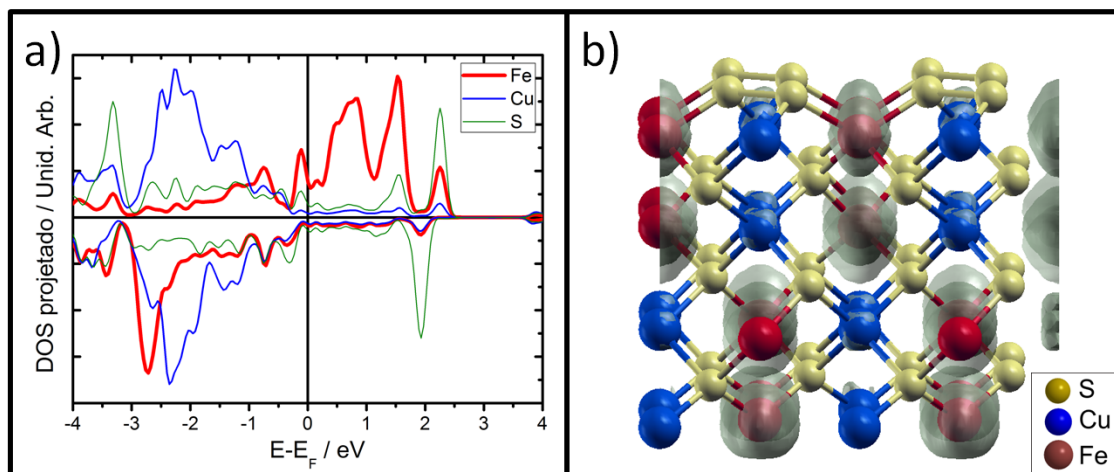 a)
Fe
Cu
S
DOS projetado / Unid. Arb.
-4 -3 -2 -1 0 1 2 3 4
E-E_F / eV
b)
S
Cu
Fe